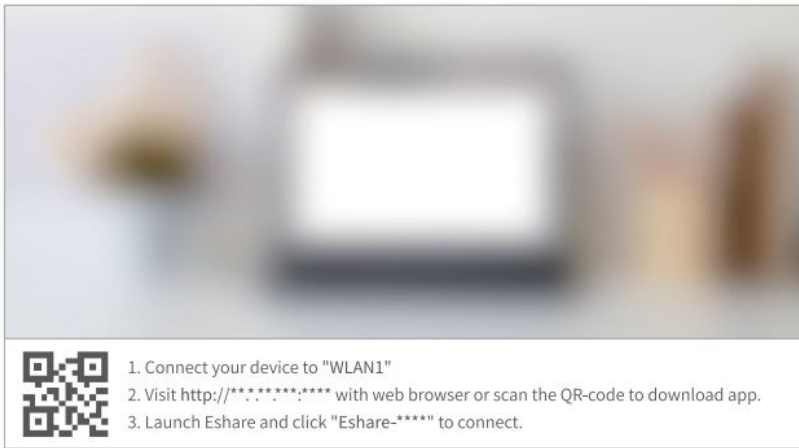 1. Connect your device to "WLAN1"
2. Visit http://**.*.**.***:**** with web browser or scan the QR-code to download app.
3. Launch Eshare and click "Eshare-****" to connect.